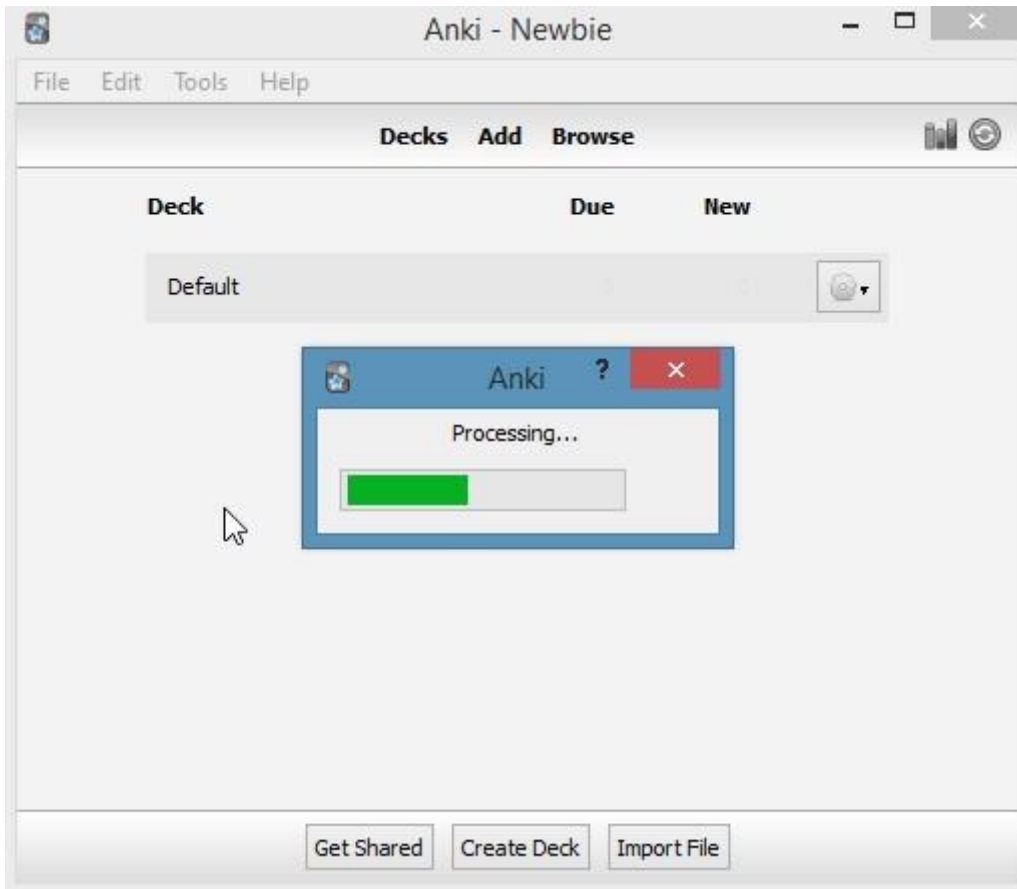 Anki - Newbie
File Edit Tools Help
Decks Add Browse
Deck Due New
Default
Anki ?
Processing...
Get Shared Create Deck Import File